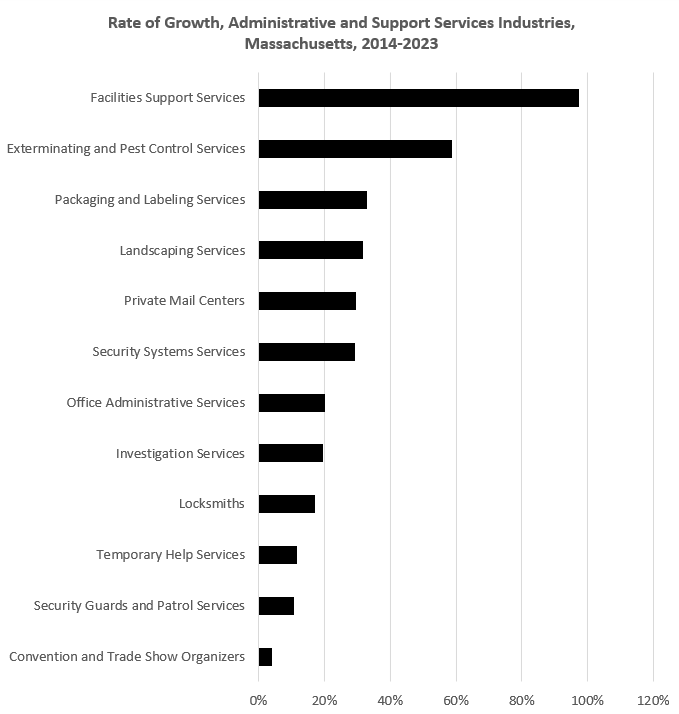 Rate of Growth, Administrative and Support Services Industries,
Massachusetts, 2014-2023
Facilities Support Services
Exterminating and Pest Control Services
Packaging and Labeling Services
Landscaping Services
Private Mail Centers
Security Systems Services
Office Administrative Services
Investigation Services
Locksmiths
Temporary Help Services
Security Guards and Patrol Services
Convention and Trade Show Organizers
0% 20% 40% 60% 80% 100% 120%